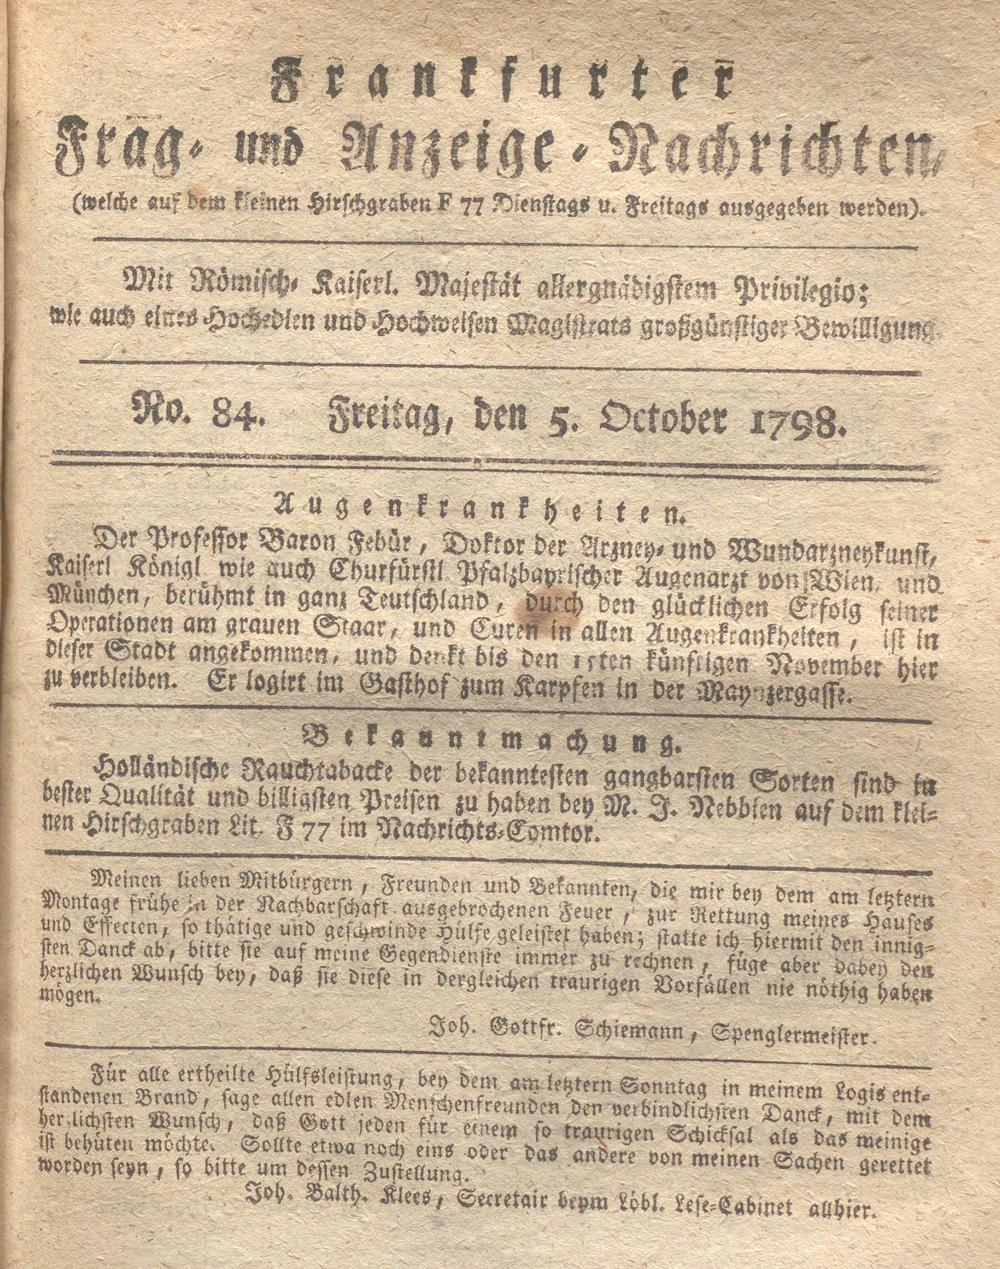 Frankfurter
Frag- und Anzeige-Nachrichten,
(welche auf dem kleinen Hirschgraben F 77 Dienstags u. Freitags ausgegeben werden).
Mit Römisch-Kaiserl. Majestät allergnädigstem Privilegio;
wie auch eines Hochedlen und Hochweisen Magistrats großgünstiger Bewilligung.
No. 84. Freitag, den 5. October 1798.
Augenkrankheiten.
Der Professor Baron Febür, Doktor der Arzney- und Wundarzneykunst,
Kaiserl Königl wie auch Churfürstl Pfalzbayrischer Augenarzt von Wien und
München, berühmt in ganz Teutschland, durch den glücklichen Erfolg seiner
Operationen am grauen Staar, und Curen in allen Augenkrankheiten, ist in
dieser Stadt angekommen, und denkt bis den 15ten künftigen November hier
zu verbleiben. Er logirt im Gasthof zum Karpfen in der Maynzergasse.
Bekanntmachung.
Holländische Rauchtabacke der bekanntesten gangbarsten Sorten sind in
bester Qualität und billigsten Preisen zu haben bey M. J. Nebbien auf dem klei-
nen Hirschgraben Lit. F 77 im Nachrichts-Comtor.
Meinen lieben Mitbürgern, Freunden und Bekannten, die mir bey dem am letztern
Montage frühe in der Nachbarschaft ausgebrochenen Feuer, zur Rettung meines Hauses
und Effecten, so thätige und geschwinde Hülfe geleistet haben; statte ich hiermit den innig-
sten Danck ab, bitte sie auf meine Gegendienste immer zu rechnen, füge aber dabey den
herzlichen Wunsch bey, daß sie diese in dergleichen traurigen Vorfällen nie nöthig haben
mögen.
Joh. Gottfr. Schiemann, Spenglermeister.
Für alle ertheilte Hülfsleistung, bey dem am letztern Sonntag in meinem Logis ent-
standenen Brand, sage allen edlen Menschenfreunden den verbindlichsten Danck, mit dem
herzlichsten Wunsch, daß Gott jeden für einem so traurigen Schicksal als das meinige
ist behüten möchte. Sollte etwa noch eins oder das andere von meinen Sachen gerettet
worden seyn, so bitte um dessen Zustellung.
Joh. Balth. Klees, Secretair beym Löbl. Lese-Cabinet allhier.